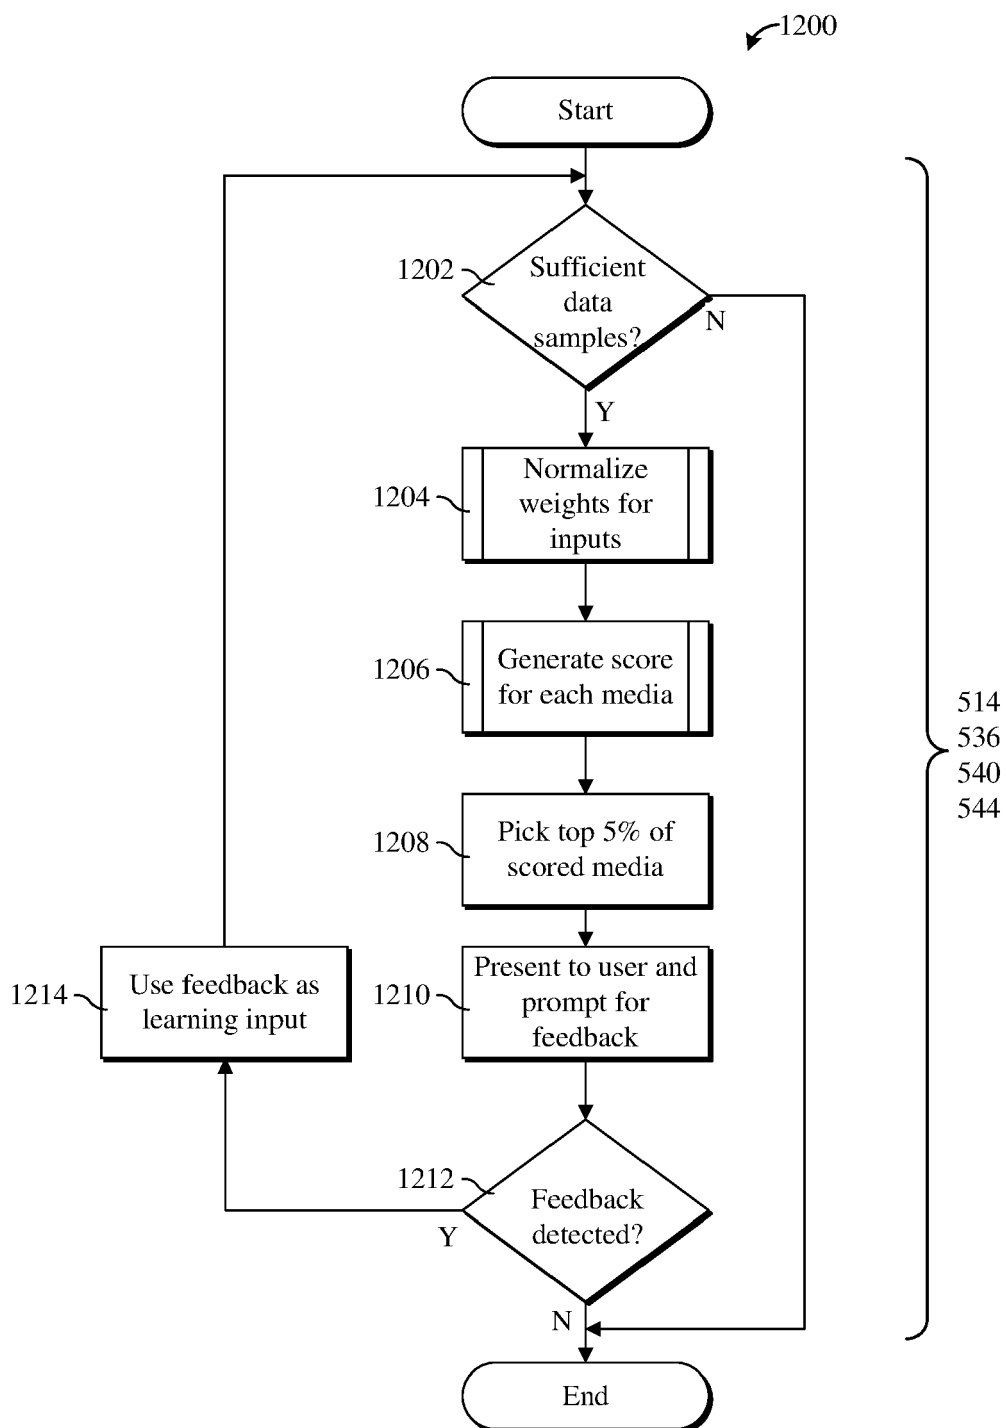 1200
Start
1202
Sufficient
data
samples?
N
Y
1204
Normalize
weights for
inputs
1206
Generate score
for each media
514
536
540
544
1208
Pick top 5% of
scored media
1214
Use feedback as
learning input
1210
Present to user and
prompt for
feedback
1212
Feedback
detected?
Y
N
End